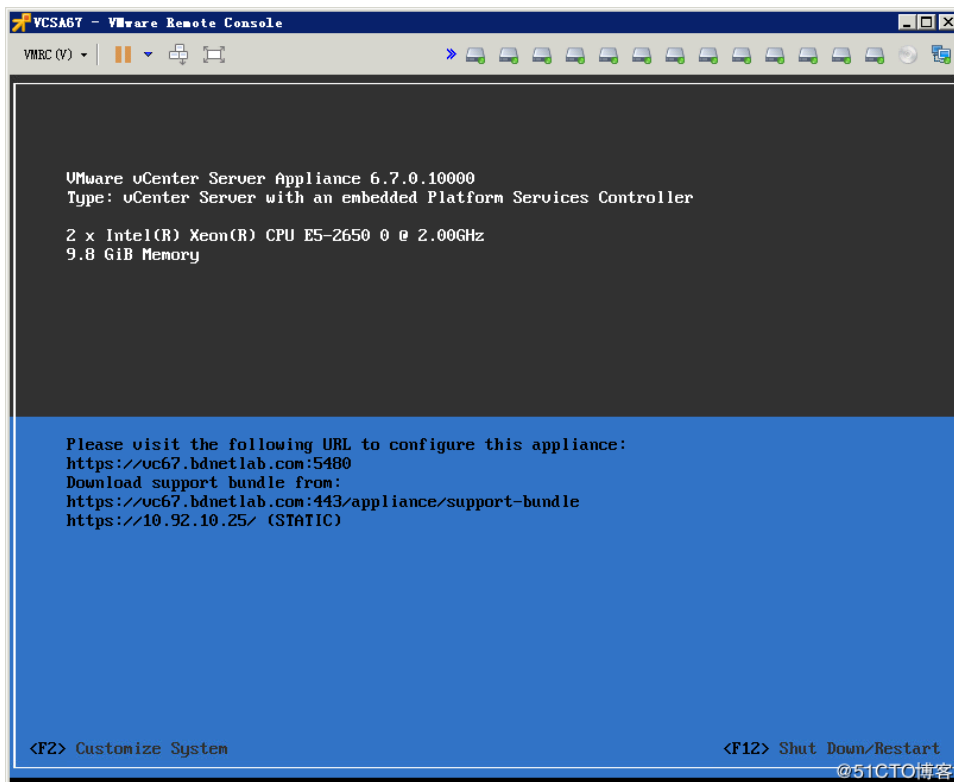 VCSA67 - VMware Remote Console
VMRC(V)
VMware vCenter Server Appliance 6.7.0.10000
Type: vCenter Server with an embedded Platform Services Controller
2 x Intel(R) Xeon(R) CPU E5-2650 0 @ 2.00GHz
9.8 GiB Memory
Please visit the following URL to configure this appliance:
https://vc67.bdnetlab.com:5480
Download support bundle from:
https://vc67.bdnetlab.com:443/appliance/support-bundle
https://10.92.10.25/ (STATIC)
<F2> Customize System
<F12> Shut Down/Restart
@51CTO博客